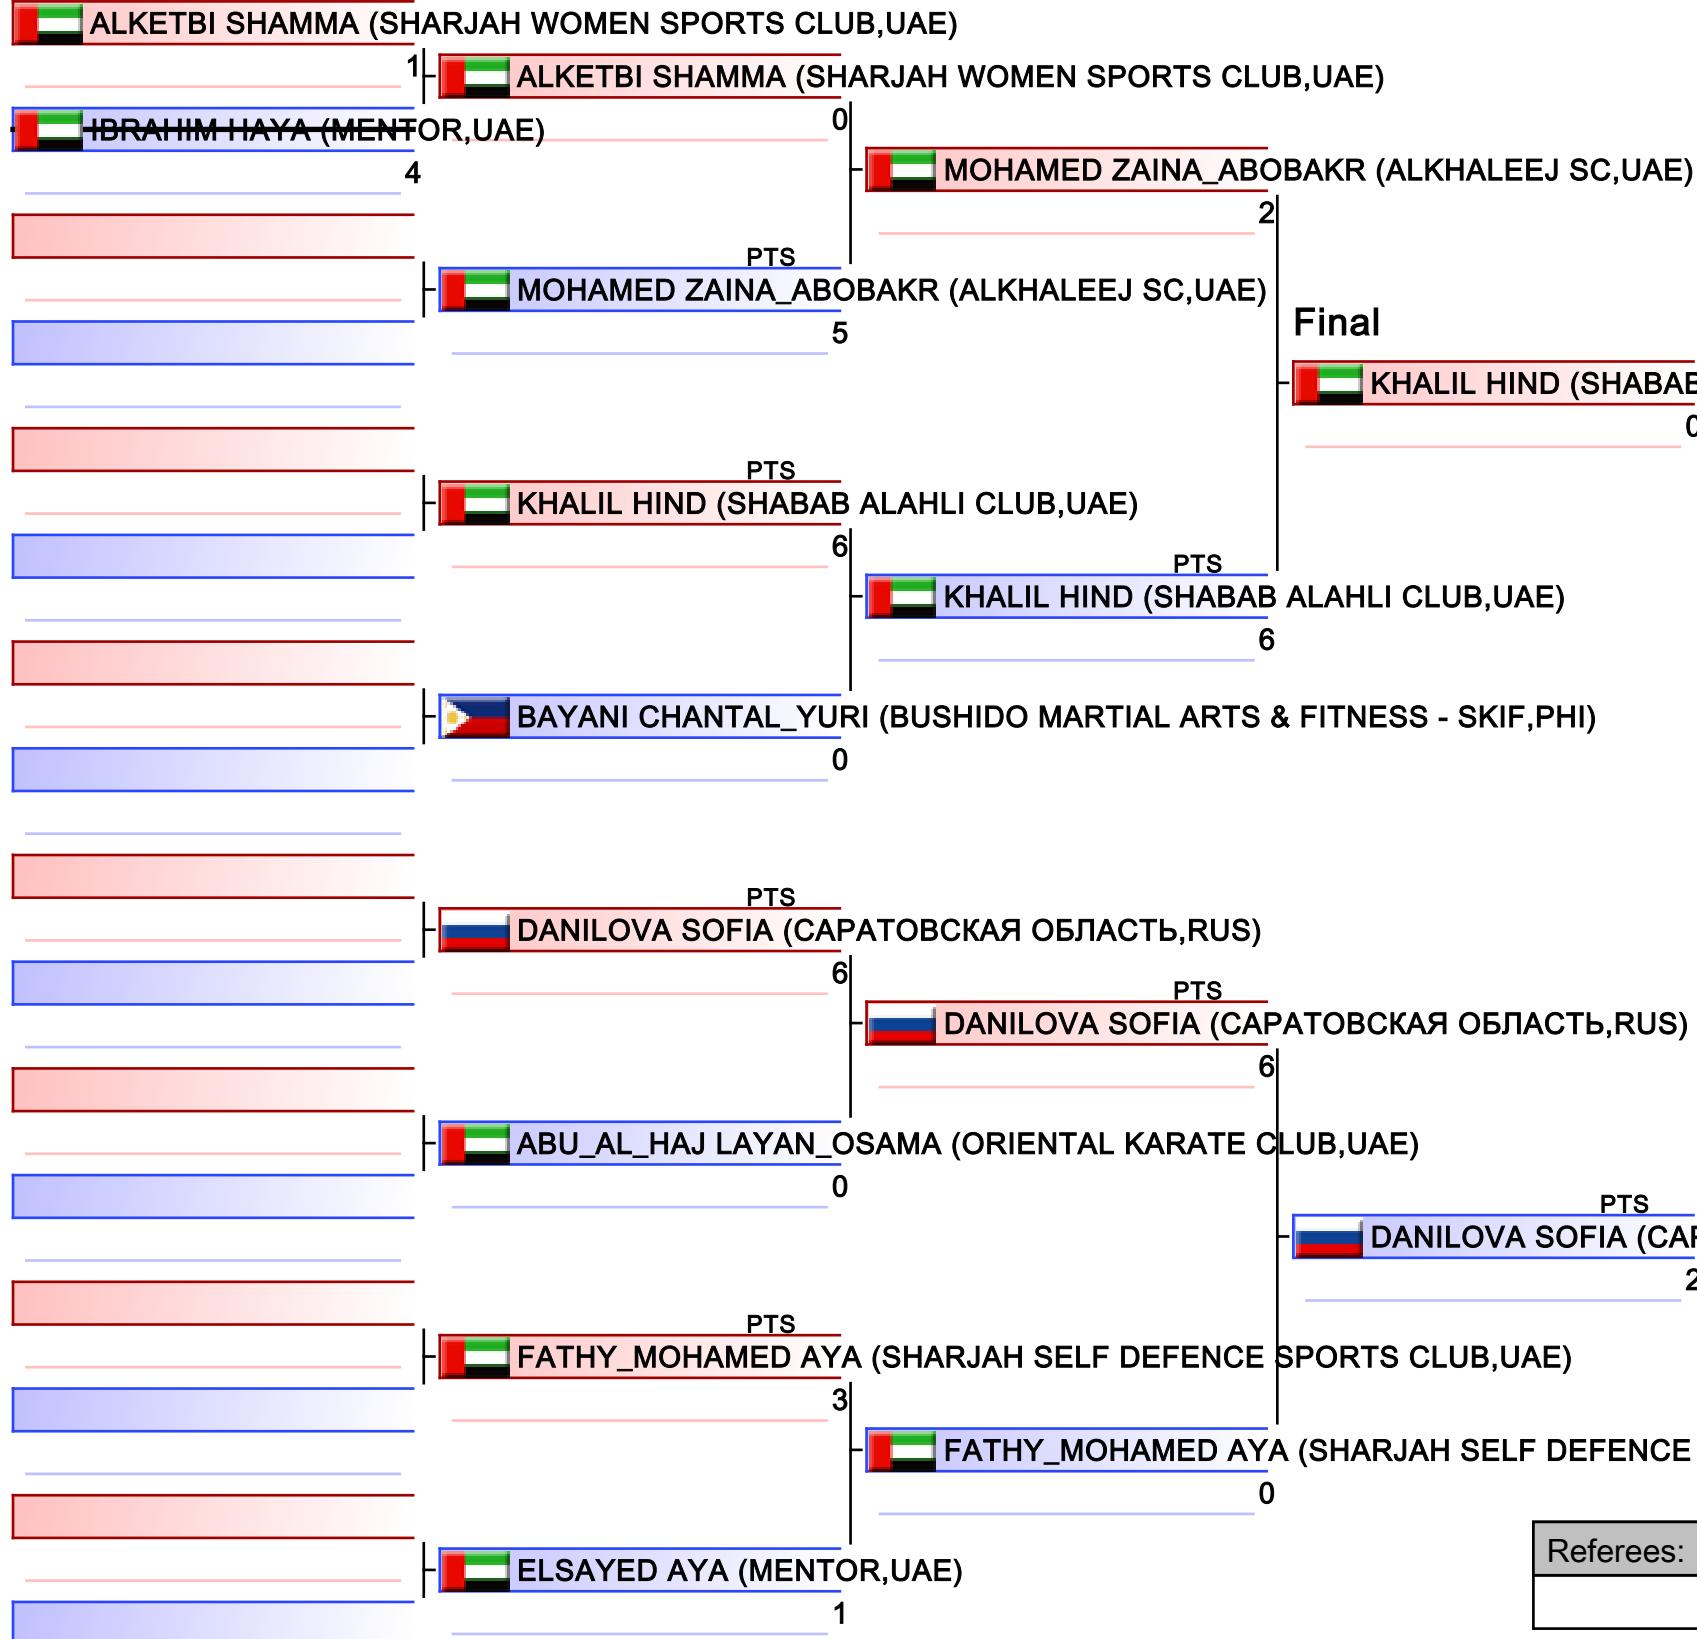 ALKETBI SHAMMA (SHARJAH WOMEN SPORTS CLUB,UAE)
1
ALKETBI SHAMMA (SHARJAH WOMEN SPORTS CLUB,UAE)
0
IBRAHIM HAYA (MENTOR,UAE)
4
MOHAMED ZAINA_ABOBAKR (ALKHALEEJ SC,UAE)
2
PTS
MOHAMED ZAINA_ABOBAKR (ALKHALEEJ SC,UAE)
5
Final
KHALIL HIND (SHABAB
0
PTS
KHALIL HIND (SHABAB ALAHLI CLUB,UAE)
6
PTS
KHALIL HIND (SHABAB ALAHLI CLUB,UAE)
6
BAYANI CHANTAL_YURI (BUSHIDO MARTIAL ARTS & FITNESS - SKIF,PHI)
0
PTS
DANILOVA SOFIA (САРАТОВСКАЯ ОБЛАСТЬ,RUS)
6
PTS
DANILOVA SOFIA (САРАТОВСКАЯ ОБЛАСТЬ,RUS)
6
ABU_AL_HAJ LAYAN_OSAMA (ORIENTAL KARATE CLUB,UAE)
0
PTS
DANILOVA SOFIA (САР
2
PTS
FATHY_MOHAMED AYA (SHARJAH SELF DEFENCE SPORTS CLUB,UAE)
3
FATHY_MOHAMED AYA (SHARJAH SELF DEFENCE
0
ELSAYED AYA (MENTOR,UAE)
1
Referees: